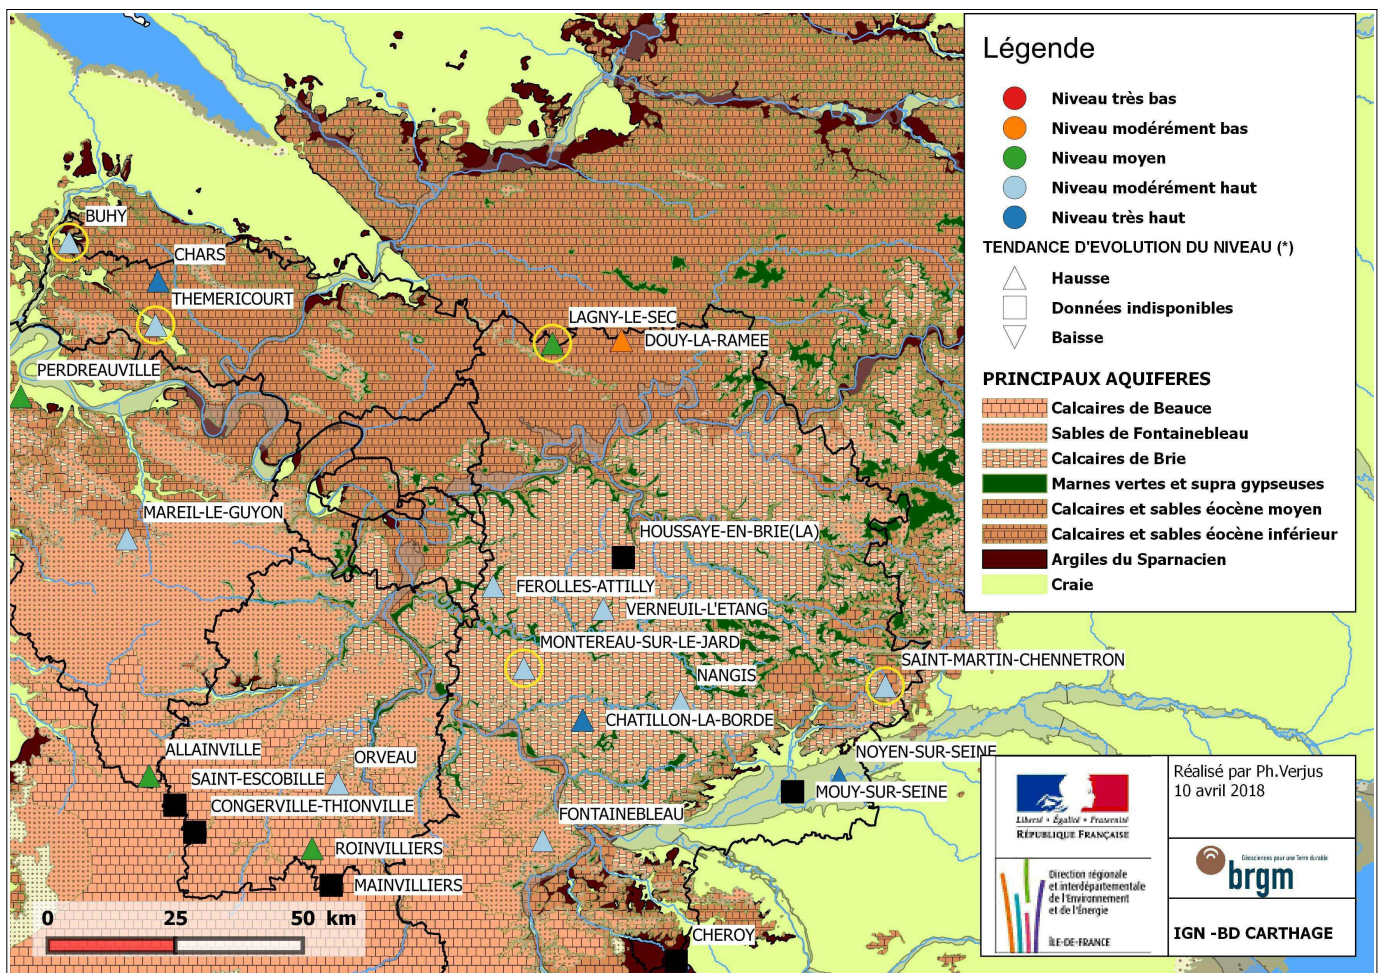 BUHY
CHARS
THEMERICOURT
LAGNY-LE-SEC
DOUY-LA-RAMEE
PERDREAUVILLE
MAREIL-LE-GUYON
HOUSSAYE-EN-BRIE(LA)
FEROLLES-ATTILLY
VERNEUIL-L'ETANG
MONTEREAU-SUR-LE-JARD
SAINT-MARTIN-CHENNETRON
NANGIS
CHATILLON-LA-BORDE
ALLAINVILLE
ORVEAU
NOYEN-SUR-SEINE
SAINT-ESCOBILLE
MOUY-SUR-SEINE
CONGERVILLE-THIONVILLE
FONTAINEBLEAU
ROINVILLIERS
MAINVILLIERS
CHEROY
0 25 50 km
Légende
Niveau très bas
Niveau modérément bas
Niveau moyen
Niveau modérément haut
Niveau très haut
TENDANCE D'EVOLUTION DU NIVEAU (*)
Hausse
Données indisponibles
Baisse
PRINCIPAUX AQUIFERES
Calcaires de Beauce
Sables de Fontainebleau
Calcaires de Brie
Marnes vertes et supra gypseuses
Calcaires et sables éocène moyen
Calcaires et sables éocène inférieur
Argiles du Sparnacien
Craie
Liberté • Égalité • Fraternité
RÉPUBLIQUE FRANÇAISE
Direction régionale
et interdépartementale
de l'Environnement
et de l'Énergie
ÎLE-DE-FRANCE
Réalisé par Ph.Verjus
10 avril 2018
Géosciences pour une Terre durable
brgm
IGN -BD CARTHAGE